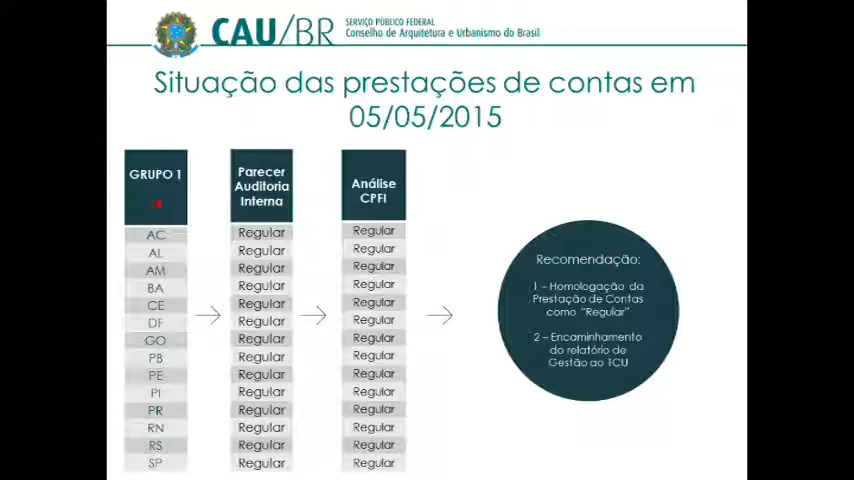 CAU/BR
SERVIÇO PÚBLICO FEDERAL
Conselho de Arquitetura e Urbanismo do Brasil
Situação das prestações de contas em
05/05/2015
GRUPO 1
14
AC
AL
AM
BA
CE
DF
GO
PB
PE
PI
PR
RN
RS
SP
Parecer
Auditoria
Interna
Regular
Regular
Regular
Regular
Regular
Regular
Regular
Regular
Regular
Regular
Regular
Regular
Regular
Regular
Análise
CPFI
Regular
Regular
Regular
Regular
Regular
Regular
Regular
Regular
Regular
Regular
Regular
Regular
Regular
Regular
Recomendação:
1 – Homologação da
Prestação de Contas
como “Regular”
2 – Encaminhamento
do relatório de
Gestão ao TCU